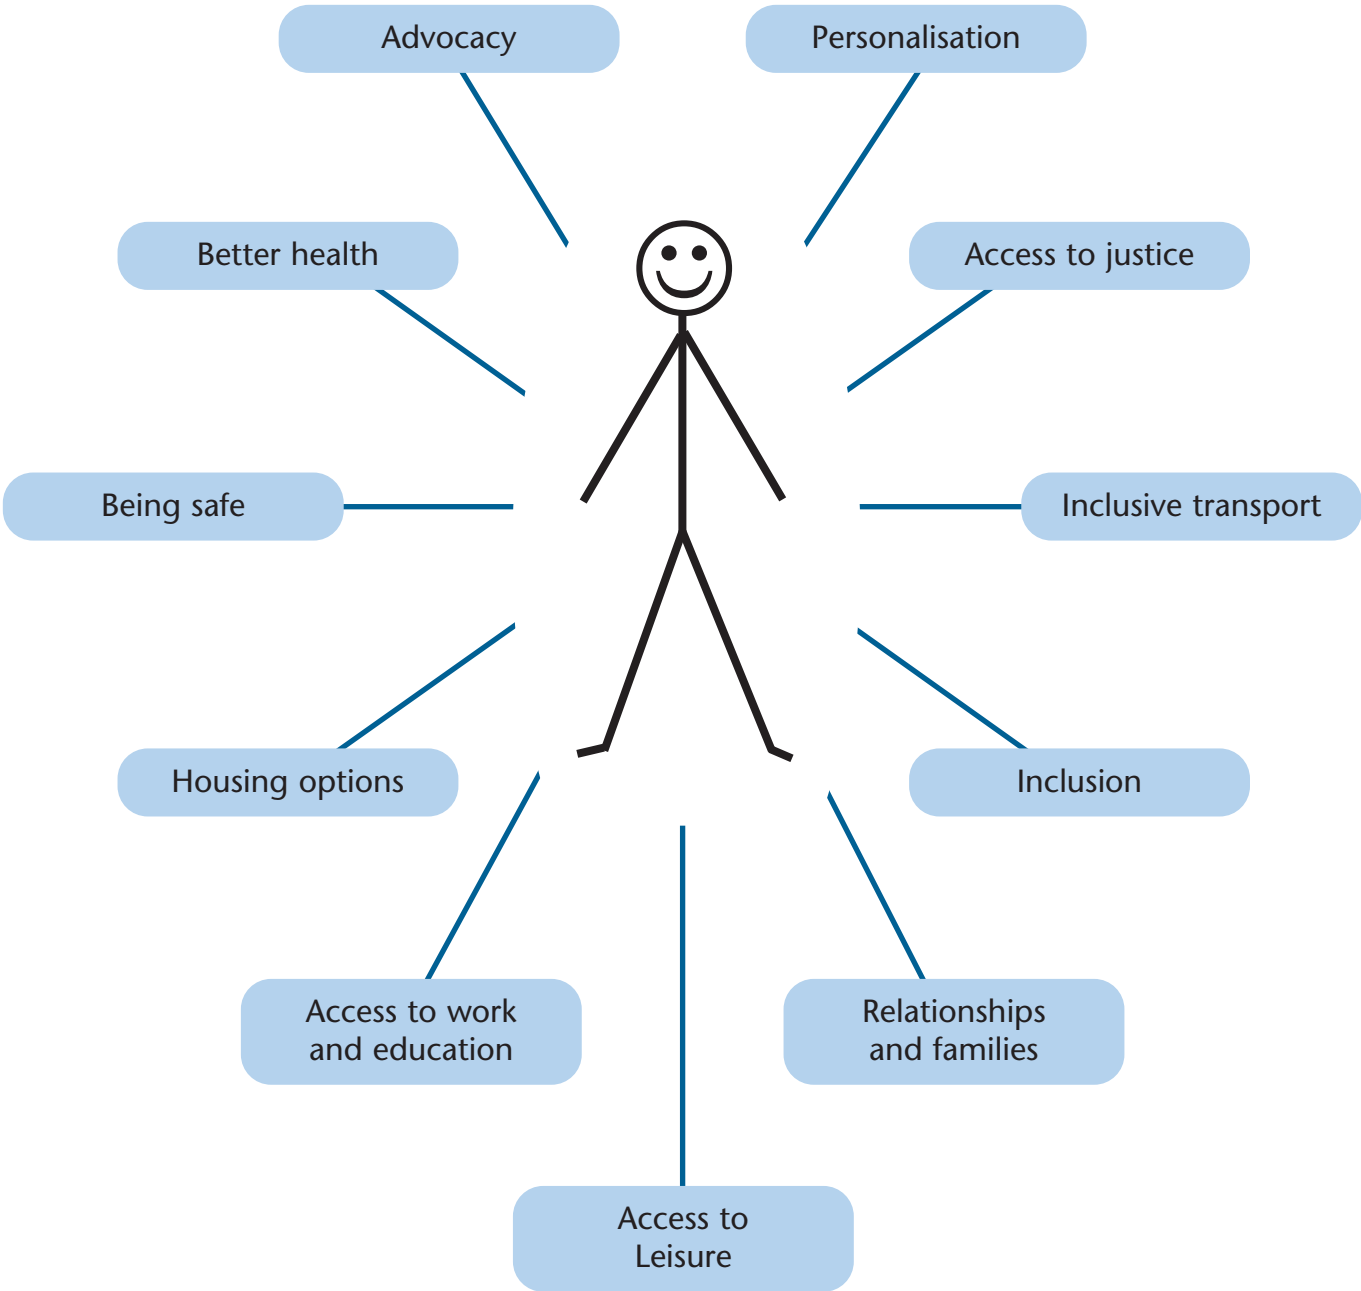 Advocacy
Personalisation
Better health
Access to justice
Being safe
Inclusive transport
Housing options
Inclusion
Access to work
and education
Relationships
and families
Access to
Leisure